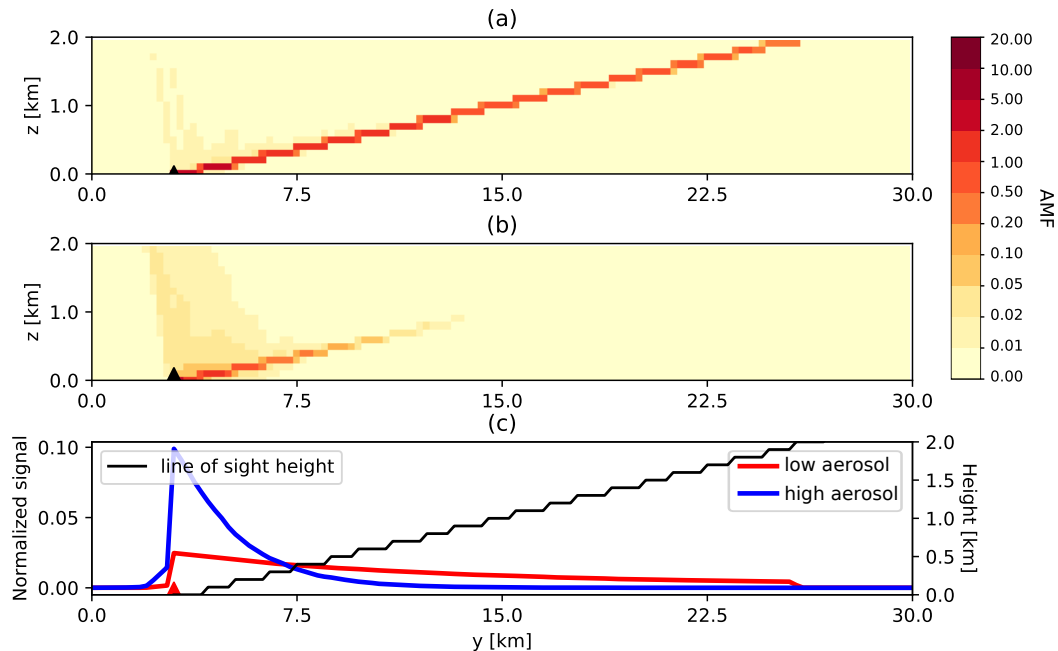 (a)
2.0
1.0
0.0
z [km]
0.0 7.5 15.0 22.5 30.0
(b)
2.0
1.0
0.0
z [km]
0.0 7.5 15.0 22.5 30.0
20.00
10.00
5.00
2.00
1.00
0.50
0.20
0.10
0.05
0.02
0.01
0.00
AMF
(c)
0.10
0.05
0.00
Normalized signal
line of sight height
low aerosol
high aerosol
2.0
1.5
1.0
0.5
0.0
Height [km]
0.0 7.5 15.0 22.5 30.0
y [km]